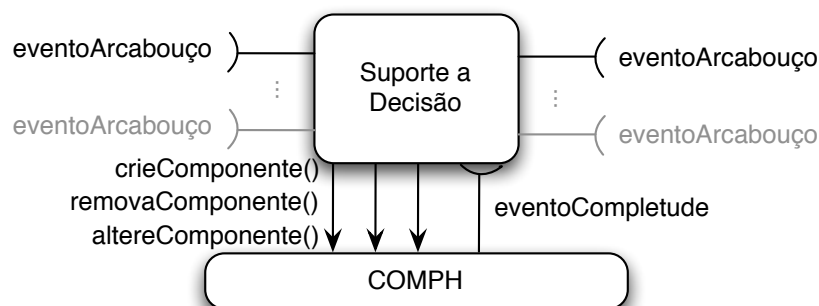 eventoArcabouço
Suporte a
Decisão
eventoArcabouço
eventoArcabouço
eventoArcabouço
crieComponente()
removaComponente()
altereComponente()
eventoCompletude
COMPH